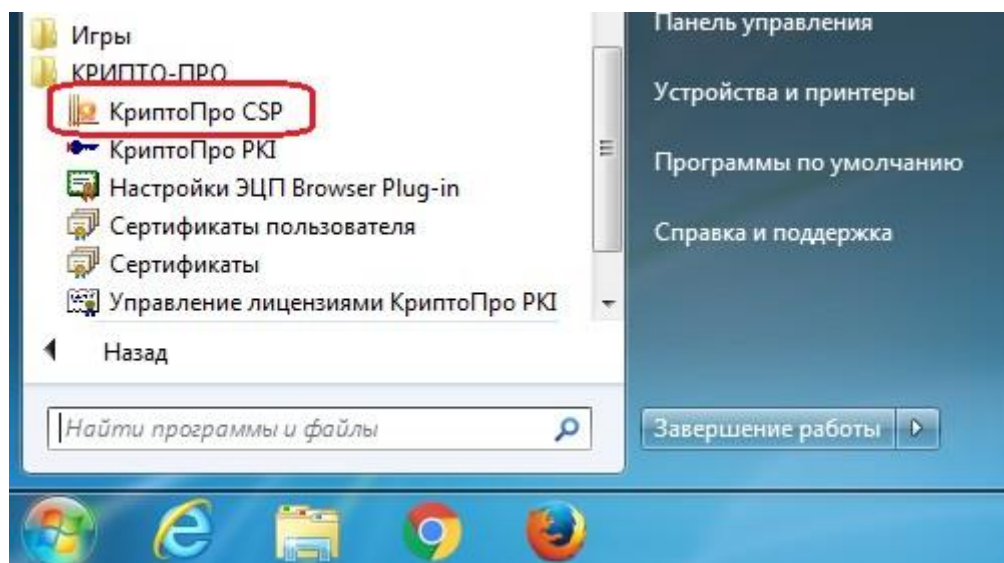 Игры
КРИПТО-ПРО
КриптоПро CSP
КриптоПро PKI
Настройки ЭЦП Browser Plug-in
Сертификаты пользователя
Сертификаты
Управление лицензиями КриптоПро PKI
Назад
Найти программы и файлы
Панель управления
Устройства и принтеры
Программы по умолчанию
Справка и поддержка
Завершение работы